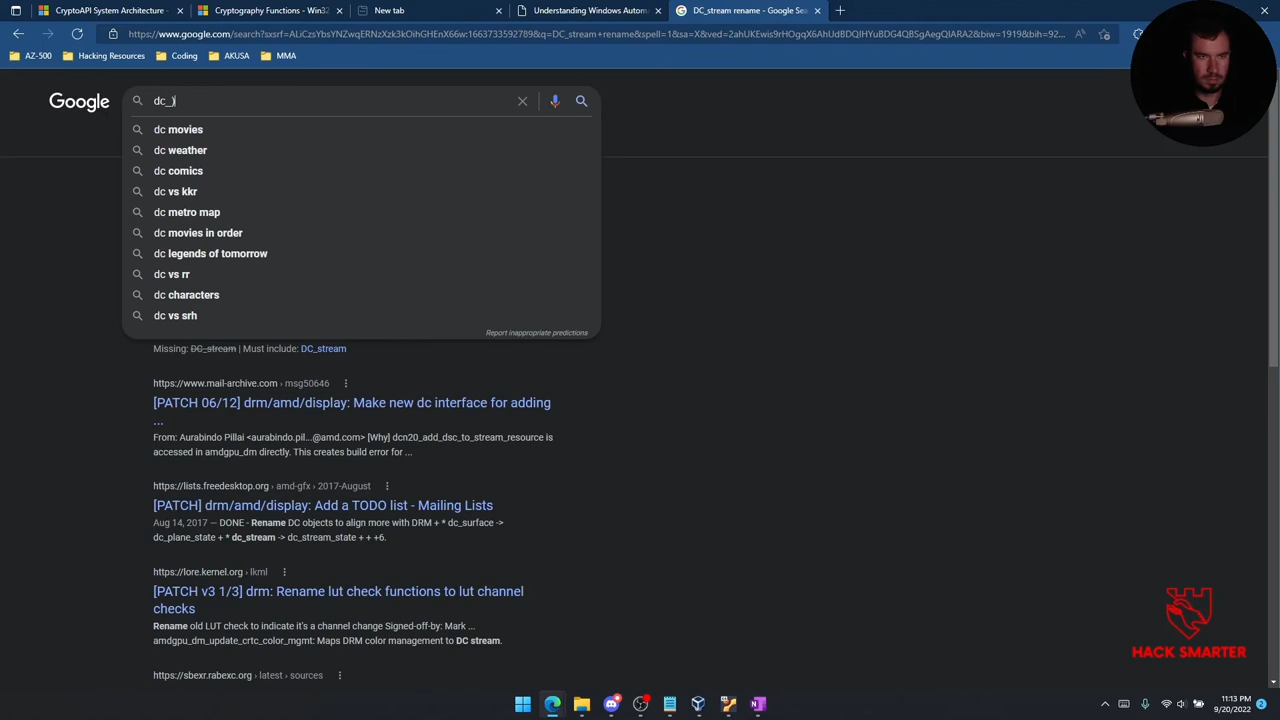 CryptoAPI System Architecture -
Cryptography Functions - Win32
New tab
Understanding Windows Autom
DC_stream rename - Google Sea
https://www.google.com/search?sxsrf=ALiCzsYbsYNZwqERNzXzk3kOihGHEnX66w:1663733592789&q=DC_stream+rename&spell=1&sa=X&ved=2ahUKEwis9rHOgqX6AhUdBDQIHYuBDG4QBSgAegQIARA2&biw=1919&bih=92...
AZ-500
Hacking Resources
Coding
AKUSA
MMA
Google
dc_)
dc movies
dc weather
dc comics
dc vs kkr
dc metro map
dc movies in order
dc legends of tomorrow
dc vs rr
dc characters
dc vs srh
Report inappropriate predictions
Missing: DC_stream | Must include: DC_stream
https://www.mail-archive.com › msg50646
[PATCH 06/12] drm/amd/display: Make new dc interface for adding
...
From: Aurabindo Pillai <aurabindo.pil...@amd.com> [Why] dcn20_add_dsc_to_stream_resource is
accessed in amdgpu_dm directly. This creates build error for ...
https://lists.freedesktop.org › amd-gfx › 2017-August
[PATCH] drm/amd/display: Add a TODO list - Mailing Lists
Aug 14, 2017 — DONE - Rename DC objects to align more with DRM + * dc_surface ->
dc_plane_state + * dc_stream -> dc_stream_state + + +6.
https://lore.kernel.org › lkml
[PATCH v3 1/3] drm: Rename lut check functions to lut channel
checks
Rename old LUT check to indicate it's a channel change Signed-off-by: Mark ...
amdgpu_dm_update_crtc_color_mgmt: Maps DRM color management to DC stream.
https://sbexr.rabexc.org › latest › sources
HACK SMARTER
11:13 PM
9/20/2022
2